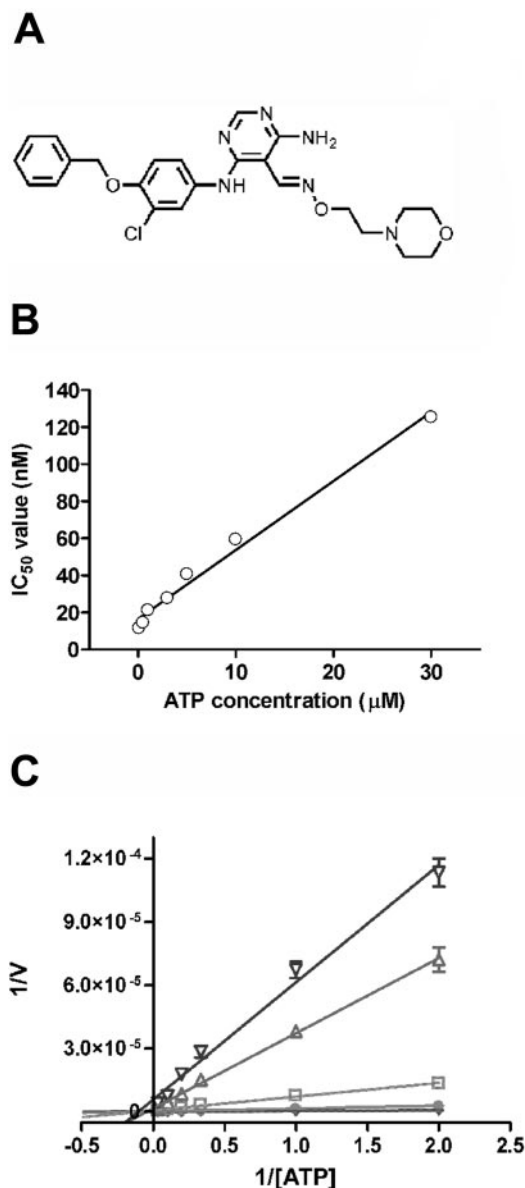 A
N
N
NH₂
O
NH
N
Cl
O
N
O
B
IC₅₀ value (nM)
140
120
100
80
60
40
20
0
0
10
20
30
ATP concentration (μM)
C
1/V
1.2×10⁻⁴
9.0×10⁻⁵
6.0×10⁻⁵
3.0×10⁻⁵
0
-0.5
0.0
0.5
1.0
1.5
2.0
2.5
1/[ATP]